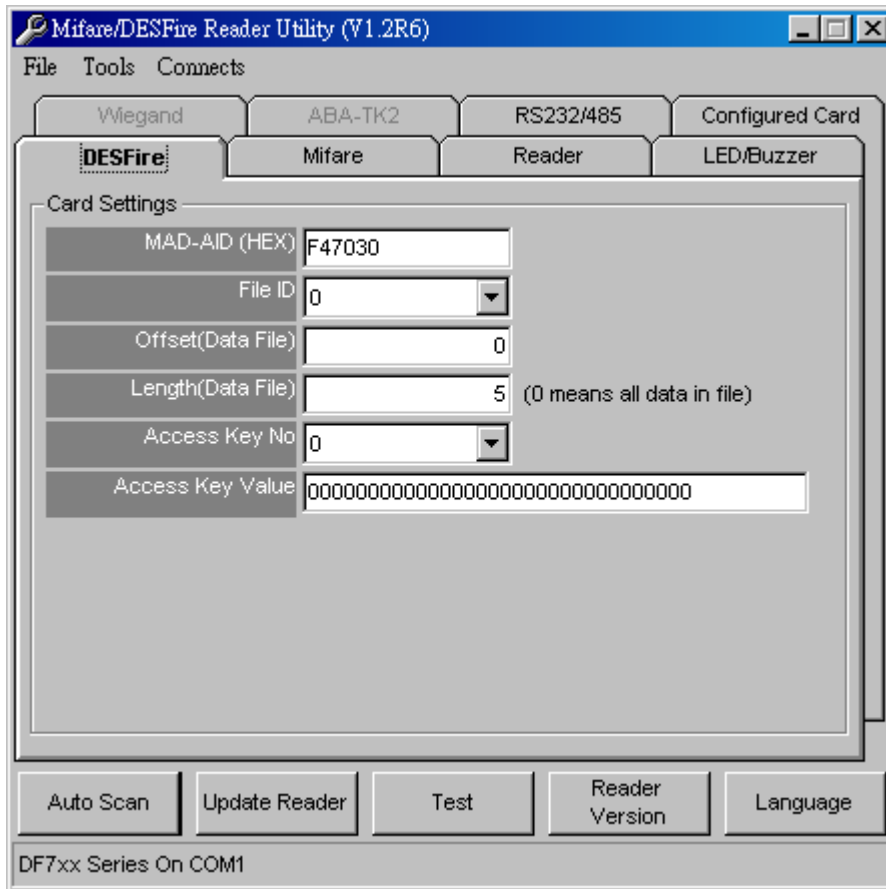 Mifare/DESFire Reader Utility (V1.2R6)
File Tools Connects
Wiegand ABA-TK2 RS232/485 Configured Card
DESFire Mifare Reader LED/Buzzer
Card Settings
MAD-AID (HEX) F47030
File ID 0
Offset(Data File) 0
Length(Data File) 5 (0 means all data in file)
Access Key No 0
Access Key Value 00000000000000000000000000000000
Auto Scan Update Reader Test Reader Version Language
DF7xx Series On COM1